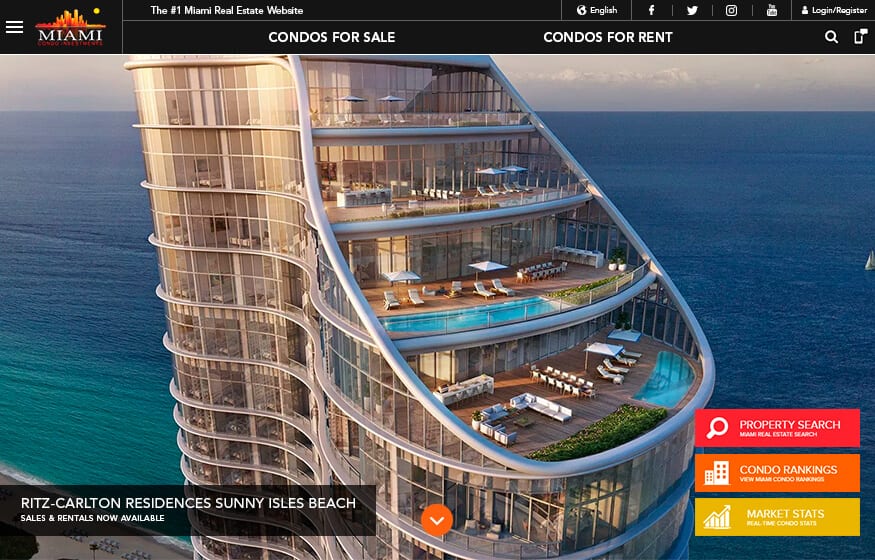 The #1 Miami Real Estate Website
English
Login/Register
MIAMI
CONDO INVESTMENTS
CONDOS FOR SALE
CONDOS FOR RENT
PROPERTY SEARCH
MIAMI REAL ESTATE SEARCH
CONDO RANKINGS
VIEW MIAMI CONDO RANKINGS
MARKET STATS
REAL-TIME CONDO STATS
RITZ-CARLTON RESIDENCES SUNNY ISLES BEACH
SALES & RENTALS NOW AVAILABLE